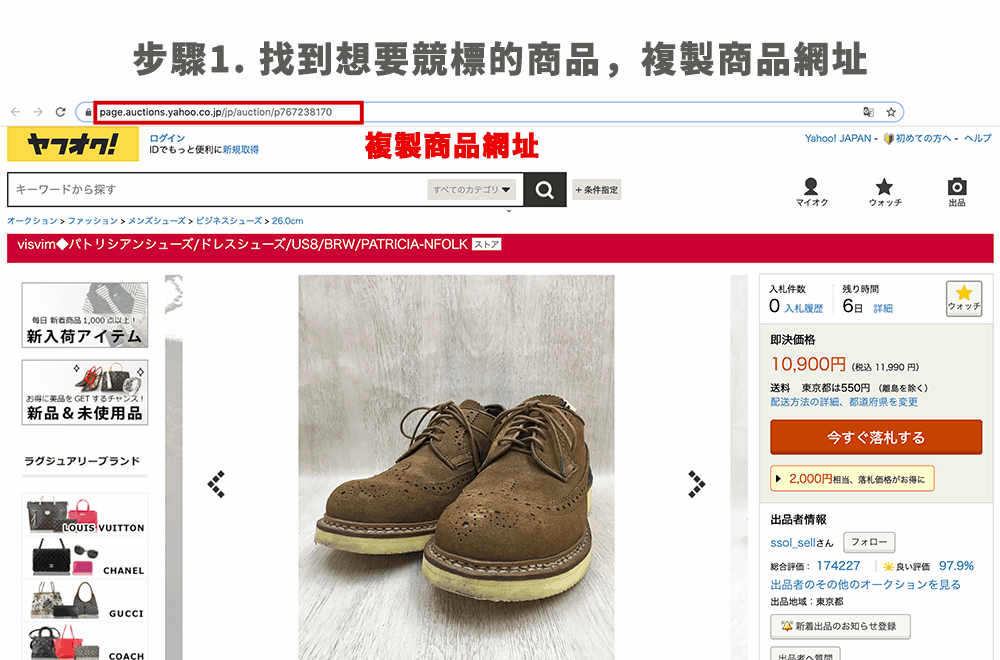 步驟1. 找到想要競標的商品，複製商品網址
page.auctions.yahoo.co.jp/jp/auction/p767238170
複製商品網址
ヤフオク!
ログイン
IDでもっと便利に新規取得
Yahoo! JAPAN - 初めての方へ - ヘルプ
キーワードから探す
すべてのカテゴリ▼
+条件指定
マイオク
ウォッチ
出品
オークション > ファッション > メンズシューズ > ビジネスシューズ > 26.0cm
visvim◆パトリシアンシューズ/ドレスシューズ/US8/BRW/PATRICIA-NFOLK ストア
毎日 新着商品1,000点以上！
新入荷アイテム
お得に美品をGETするチャンス！
新品＆未使用品
ラグジュアリーブランド
LOUIS VUITTON
CHANEL
GUCCI
COACH
入札件数
0 入札履歴
残り時間
6日 詳細
ウォッチ
即決価格
10,900円 (税込 11,990 円)
送料 東京都は550円 （離島を除く）
配送方法の詳細、都道府県を変更
今すぐ落札する
2,000円相当、落札価格がお得に
出品者情報
ssol_sellさん
フォロー
総合評価： 174227
良い評価 97.9%
出品者のその他のオークションを見る
出品地域：東京都
新着出品のお知らせ登録
出品者へ質問